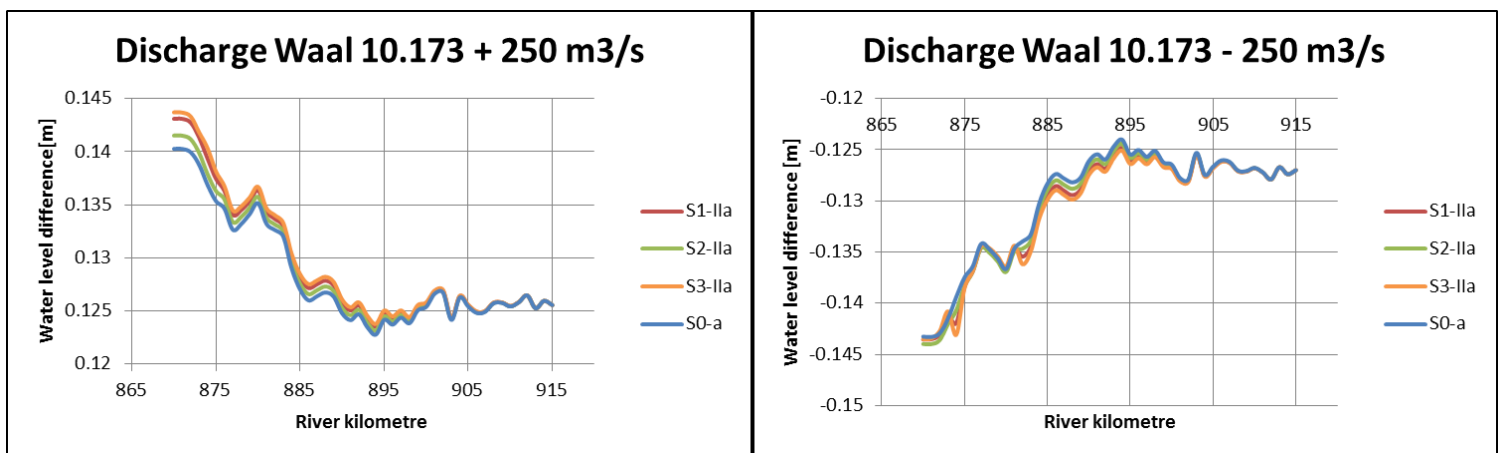 Discharge Waal 10.173 + 250 m3/s
Water level difference[m]
0.145
0.14
0.135
0.13
0.125
0.12
865 875 885 895 905 915
River kilometre
S1-IIa
S2-IIa
S3-IIa
S0-a
Discharge Waal 10.173 - 250 m3/s
Water level difference [m]
-0.12
865 875 885 895 905 915
-0.125
-0.13
-0.135
-0.14
-0.145
-0.15
River kilometre
S1-IIa
S2-IIa
S3-IIa
S0-a